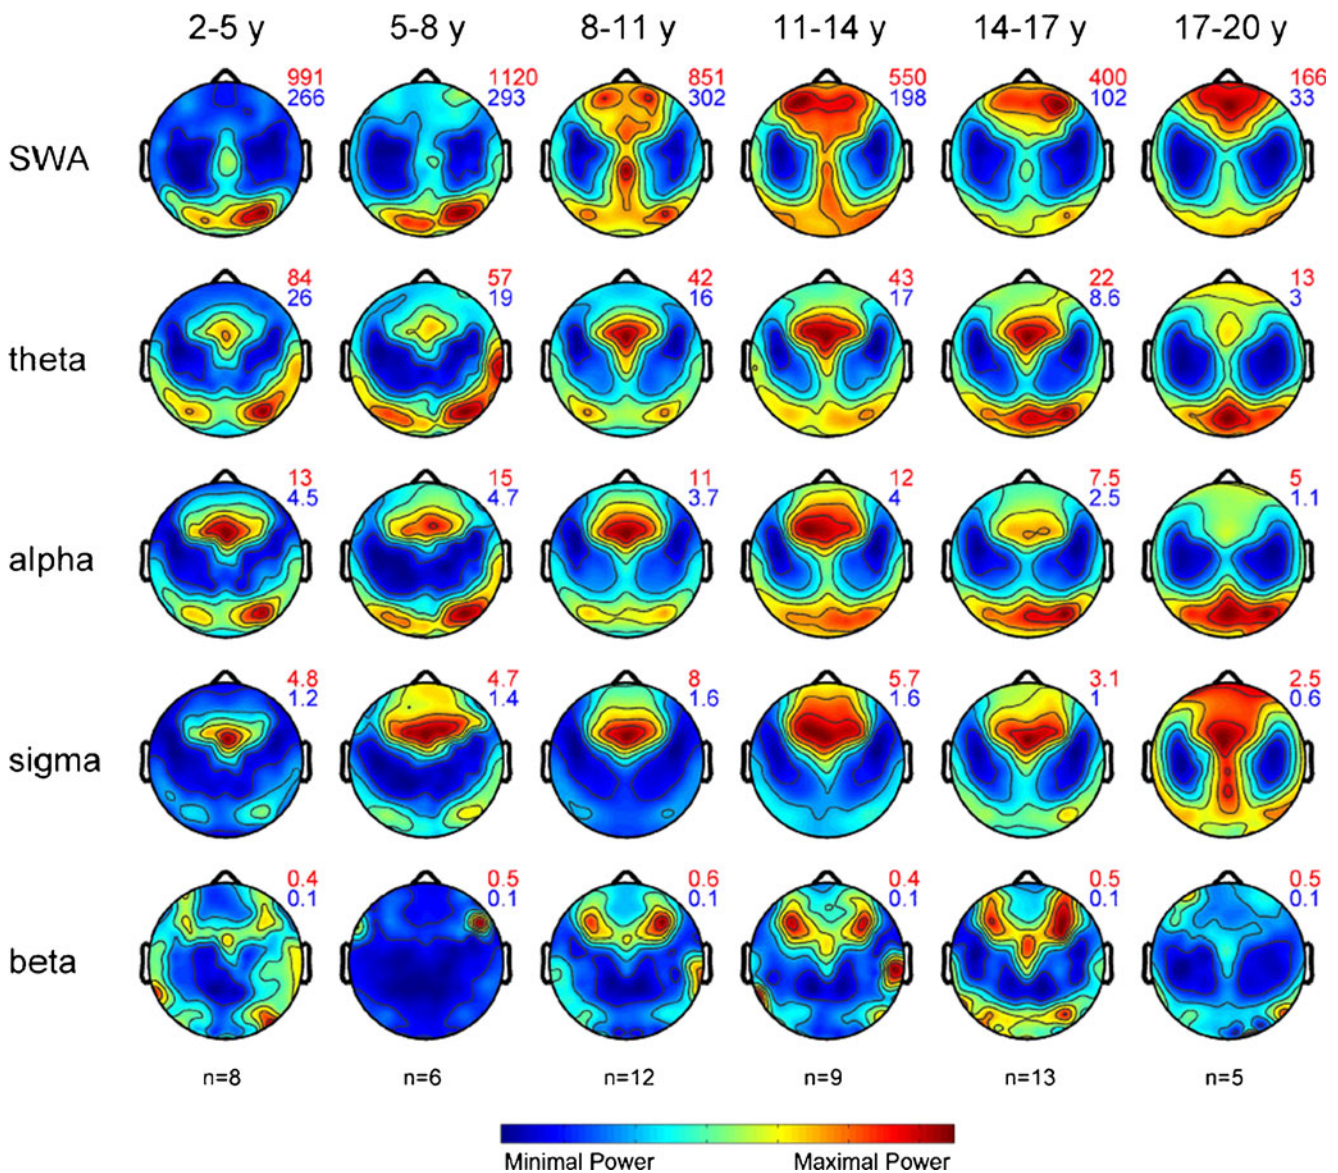 2-5 y 5-8 y 8-11 y 11-14 y 14-17 y 17-20 y
991 1120 851 550 400 166
266 293 302 198 102 33
SWA
84 57 42 43 22 13
26 19 16 17 8.6 3
theta
13 15 11 12 7.5 5
4.5 4.7 3.7 4 2.5 1.1
alpha
4.8 4.7 8 5.7 3.1 2.5
1.2 1.4 1.6 1.6 1 0.6
sigma
0.4 0.5 0.6 0.4 0.5 0.5
0.1 0.1 0.1 0.1 0.1 0.1
beta
n=8 n=6 n=12 n=9 n=13 n=5
Minimal Power Maximal Power